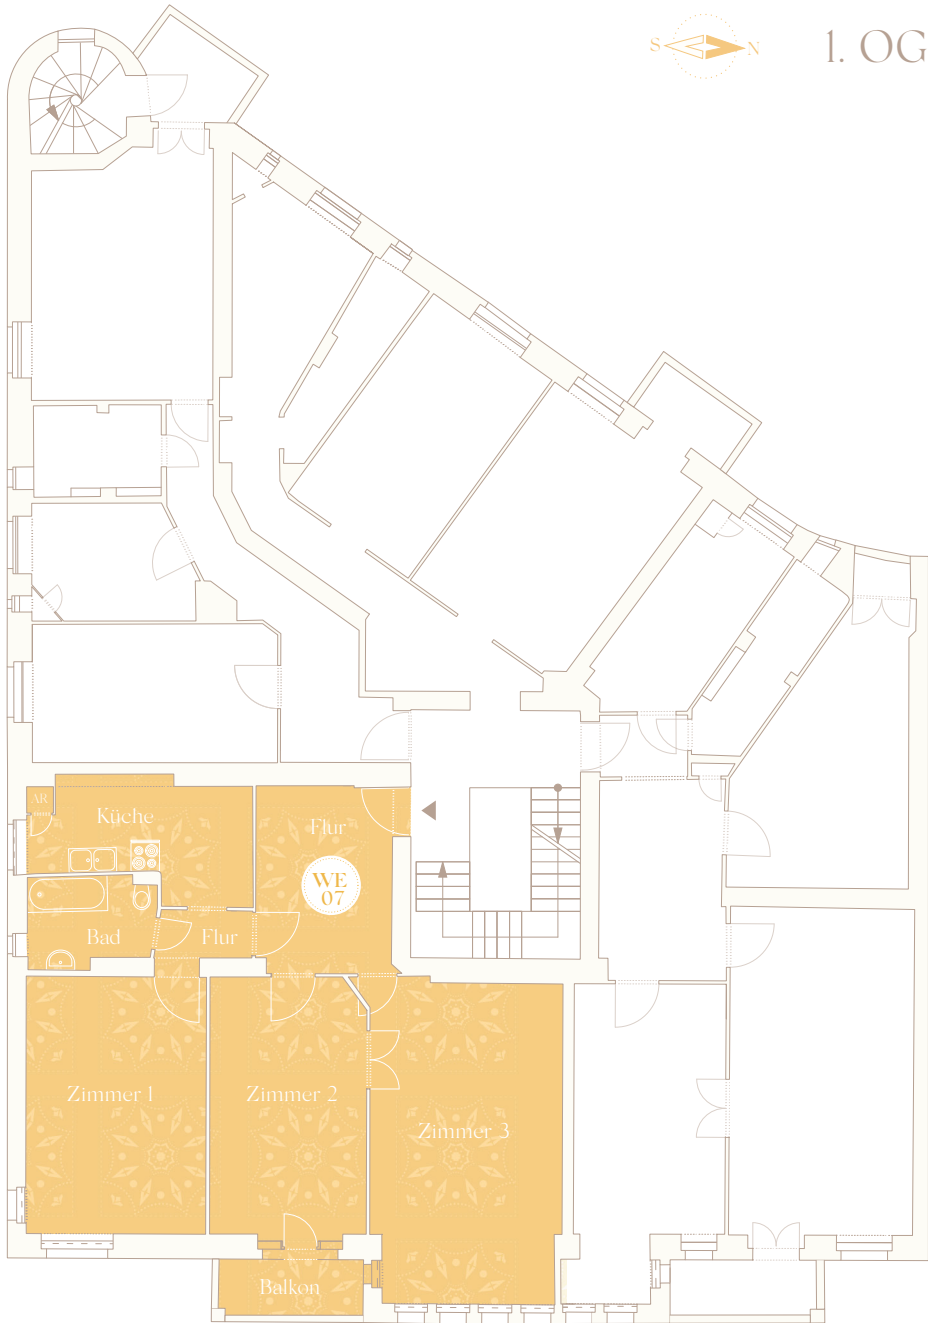 S N
1. OG
AR
Küche
Flur
WE
07
Bad
Flur
Zimmer 1
Zimmer 2
Zimmer 3
Balkon